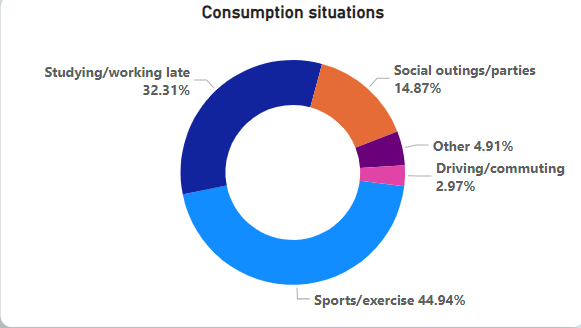 Consumption situations
Studying/working late
32.31%
Social outings/parties
14.87%
Other 4.91%
Driving/commuting
2.97%
Sports/exercise 44.94%